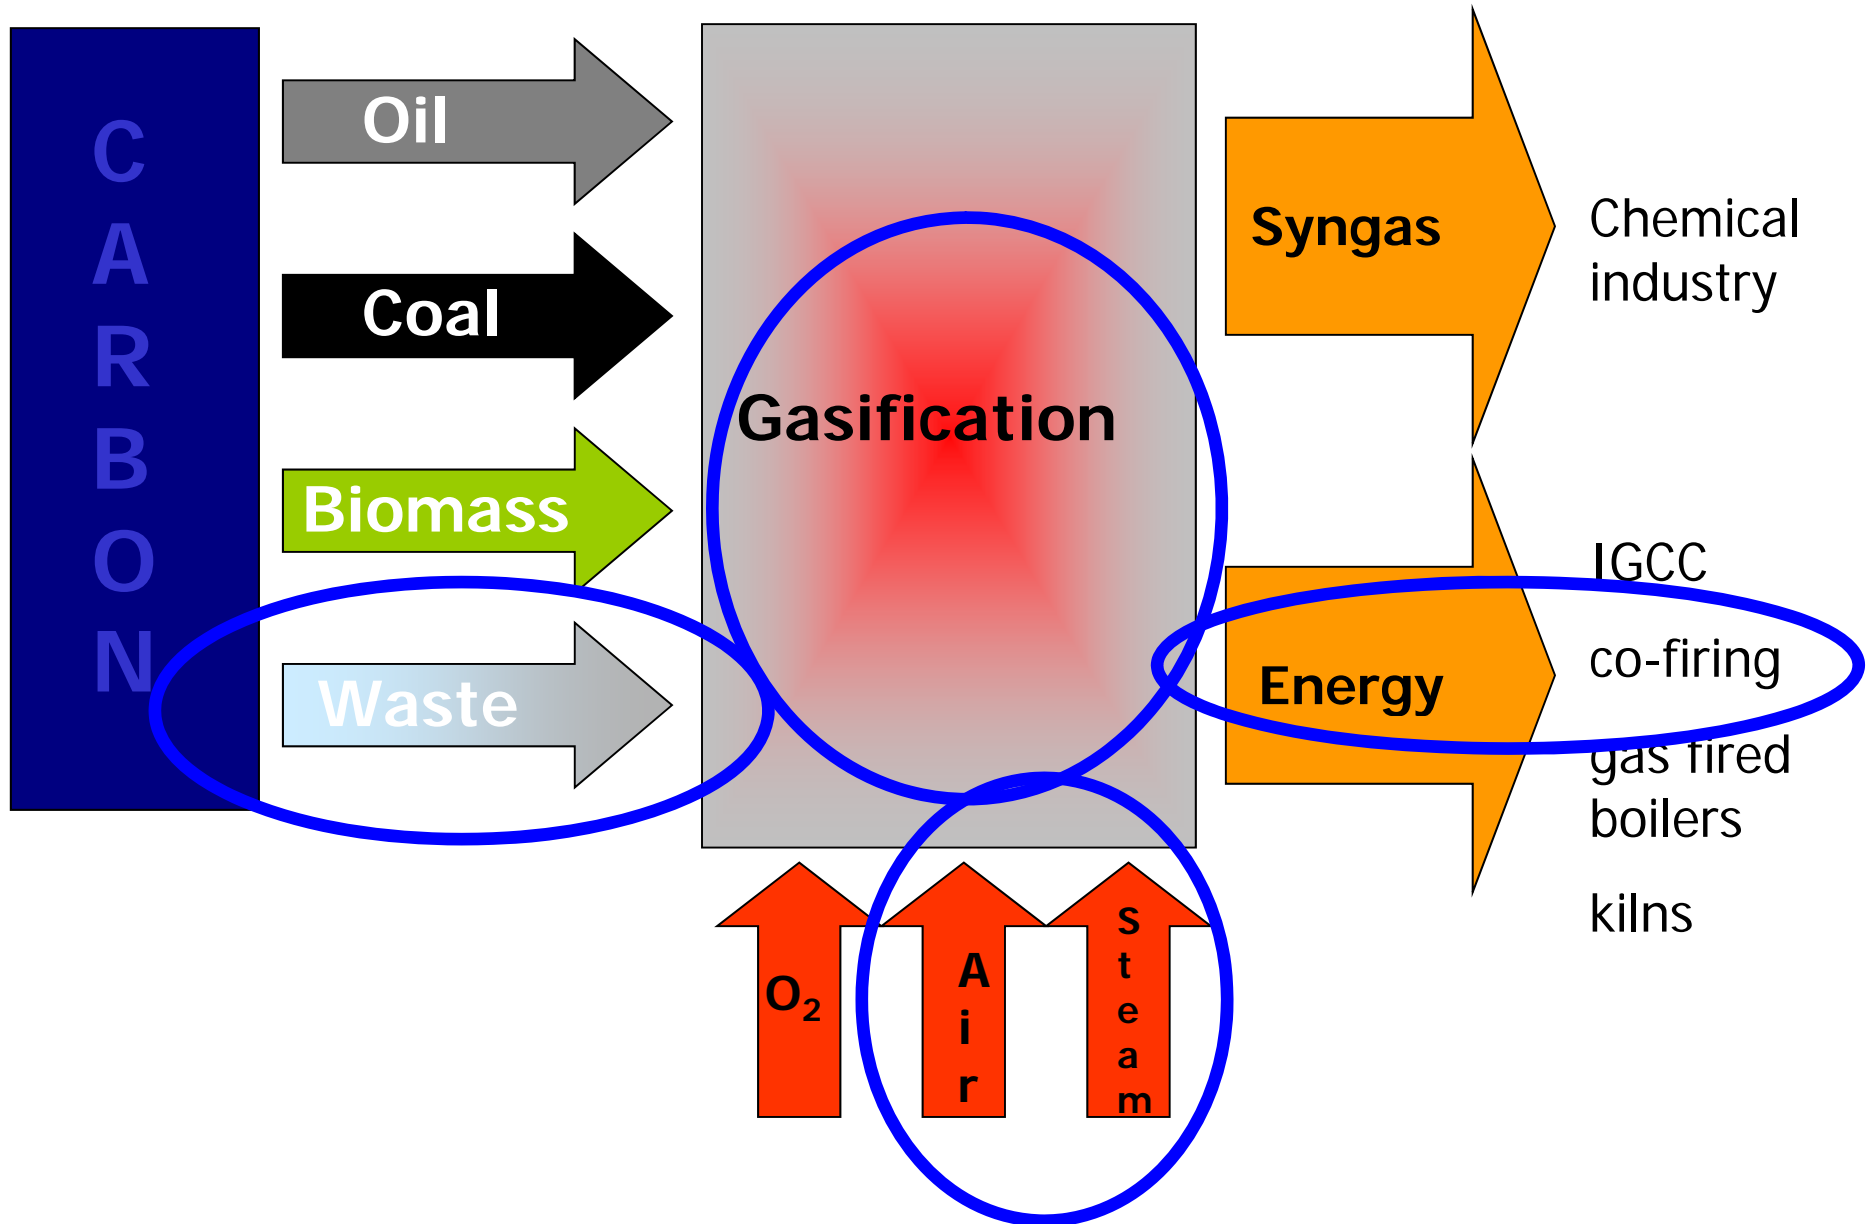 CARBON
Oil
Coal
Biomass
Waste
Gasification
O₂
Air
Steam
Syngas
Chemical
industry
Energy
IGCC
co-firing
gas fired
boilers
kilns